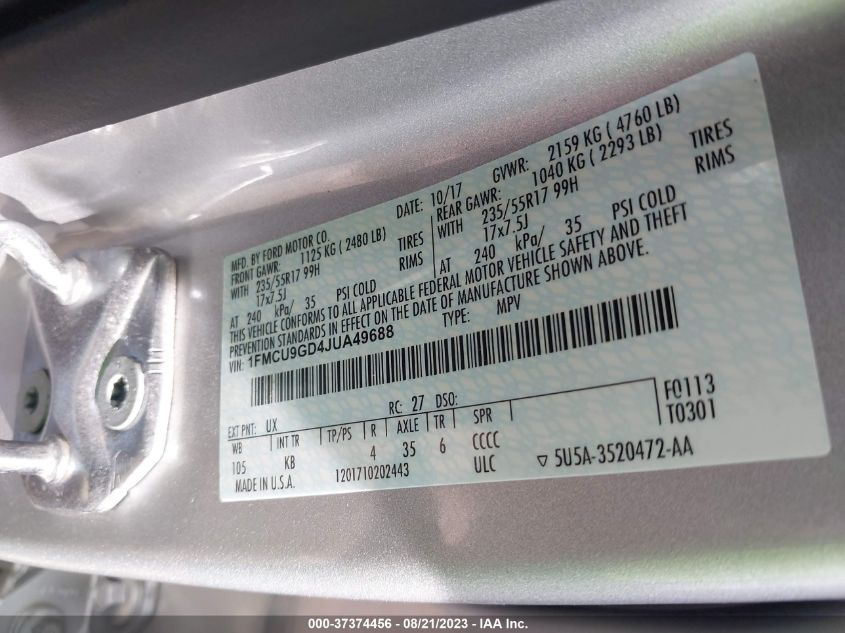 MFD. BY FORD MOTOR CO.
DATE: 10/17 GVWR: 2159 KG ( 4760 LB)
FRONT GAWR: 1125 KG ( 2480 LB) REAR GAWR: 1040 KG ( 2293 LB)
WITH 235/55R17 99H TIRES WITH 235/55R17 99H TIRES
17x7.5J RIMS 17x7.5J RIMS
AT 240 kPa/ 35 PSI COLD AT 240 kPa/ 35 PSI COLD
THIS VEHICLE CONFORMS TO ALL APPLICABLE FEDERAL MOTOR VEHICLE SAFETY AND THEFT
PREVENTION STANDARDS IN EFFECT ON THE DATE OF MANUFACTURE SHOWN ABOVE.
VIN: 1FMCU9GD4JUA49688 TYPE: MPV
EXT PNT: UX RC: 27 DSO: F0113
WB INT TR TP/PS R AXLE TR SPR T0301
105 KB 4 35 6 CCCC
MADE IN U.S.A. 1201710202443 ULC ▽ 5U5A-3520472-AA
000-37374456 - 08/21/2023 - IAA Inc.